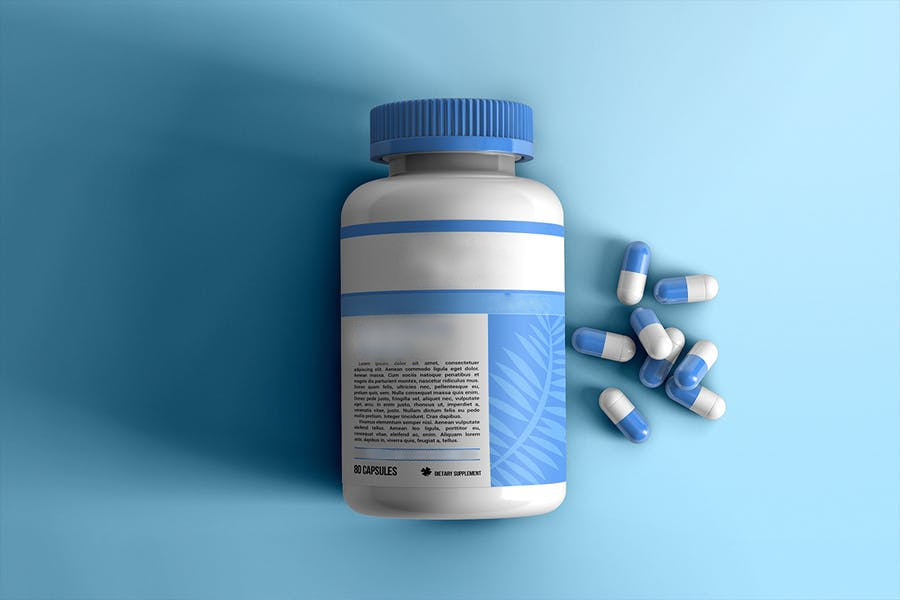 Lorem ipsum dolor sit amet, consectetuer
adipiscing elit. Aenean commodo ligula eget dolor.
Aenean massa. Cum sociis natoque penatibus et
magnis dis parturient montes, nascetur ridiculus mus.
Donec quam felis, ultricies nec, pellentesque eu,
pretium quis, sem. Nulla consequat massa quis enim.
Donec pede justo, fringilla vel, aliquet nec, vulputate
eget, arcu. In enim justo, rhoncus ut, imperdiet a,
venenatis vitae, justo. Nullam dictum felis eu pede
mollis pretium. Integer tincidunt. Cras dapibus.
Vivamus elementum semper nisi. Aenean vulputate
eleifend tellus. Aenean leo ligula, porttitor eu,
consequat vitae, eleifend ac, enim. Aliquam lorem
ante, dapibus in, viverra quis, feugiat a, tellus.
80 CAPSULES
DIETARY SUPPLEMENT